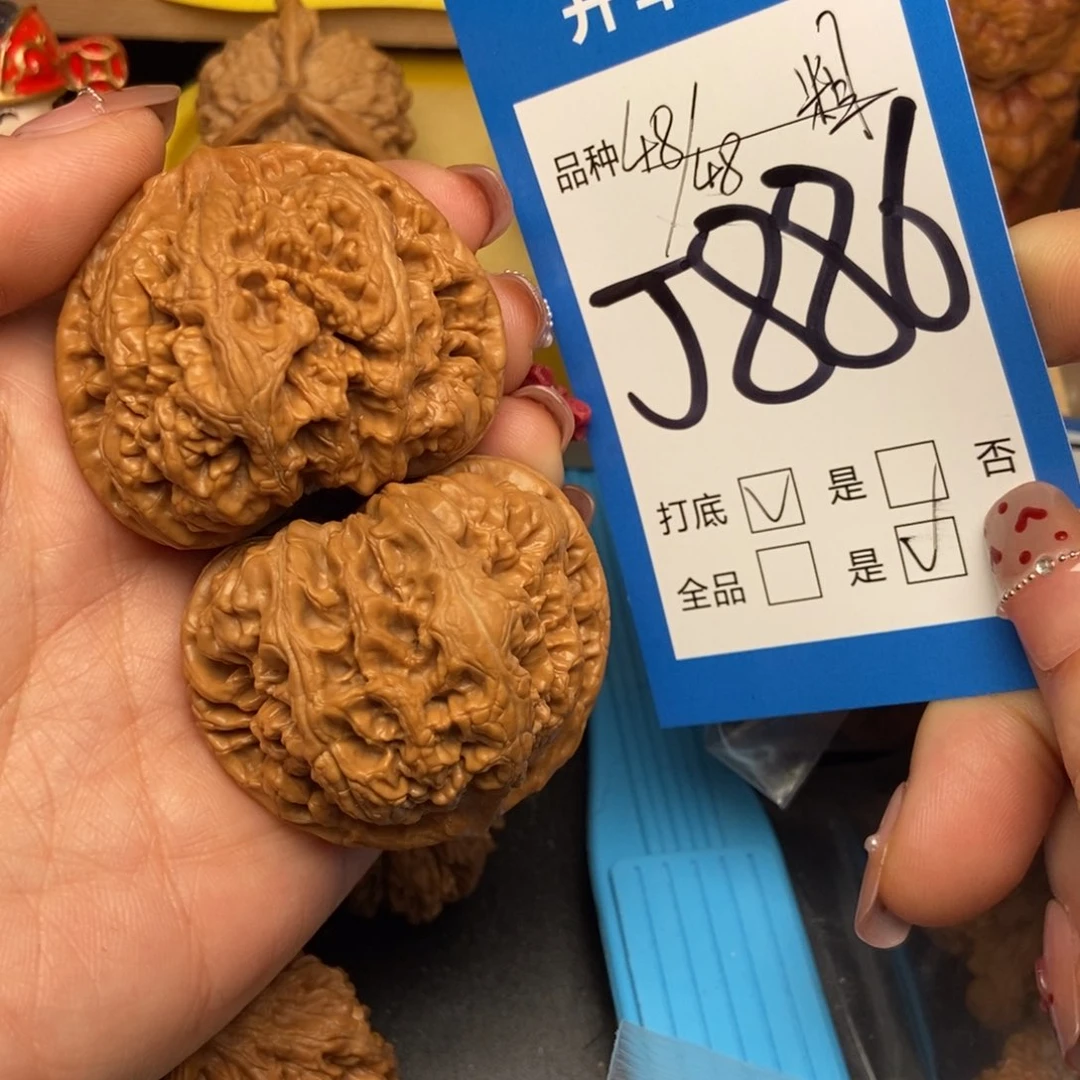 品种 48/48
J886
打底 是 否
全品 是